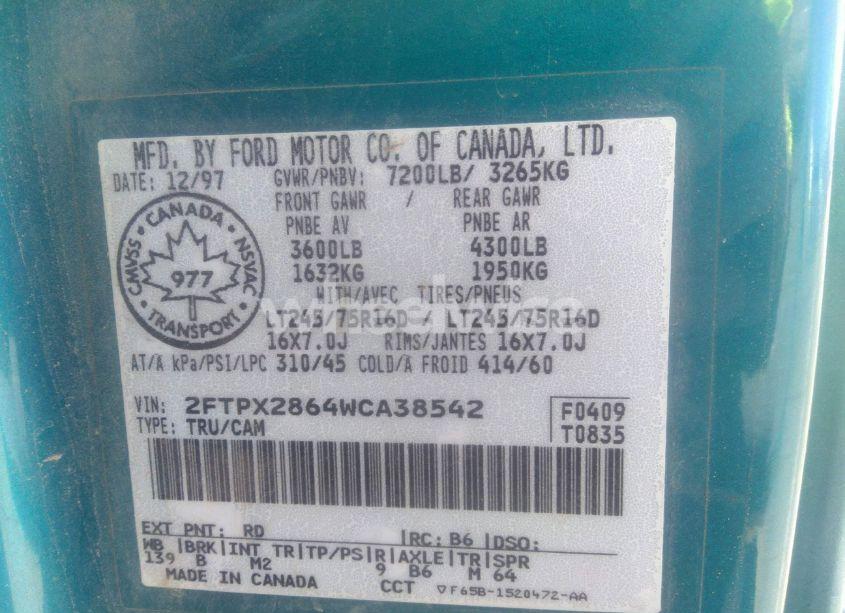 MFD. BY FORD MOTOR CO. OF CANADA, LTD.
DATE: 12/97 GVWR/PNBV: 7200LB/ 3265KG
FRONT GAWR / REAR GAWR
PNBE AV PNBE AR
3600LB 4300LB
1632KG 1950KG
CANADA
CMVSS 977 NSVAC
TRANSPORT
WITH/AVEC TIRES/PNEUS
LT245/75R16D / LT245/75R16D
16X7.0J RIMS/JANTES 16X7.0J
AT/A kPa/PSI/LPC 310/45 COLD/A FROID 414/60
VIN: 2FTPX2864WCA38542 F0409
TYPE: TRU/CAM T0835
EXT PNT: RD |RC: B6 |DSO:
WB |BRK|INT TR|TP/PS|R|AXLE|TR|SPR
139 B M2 9 B6 M 64
MADE IN CANADA CCT ▽F65B-1520472-AA